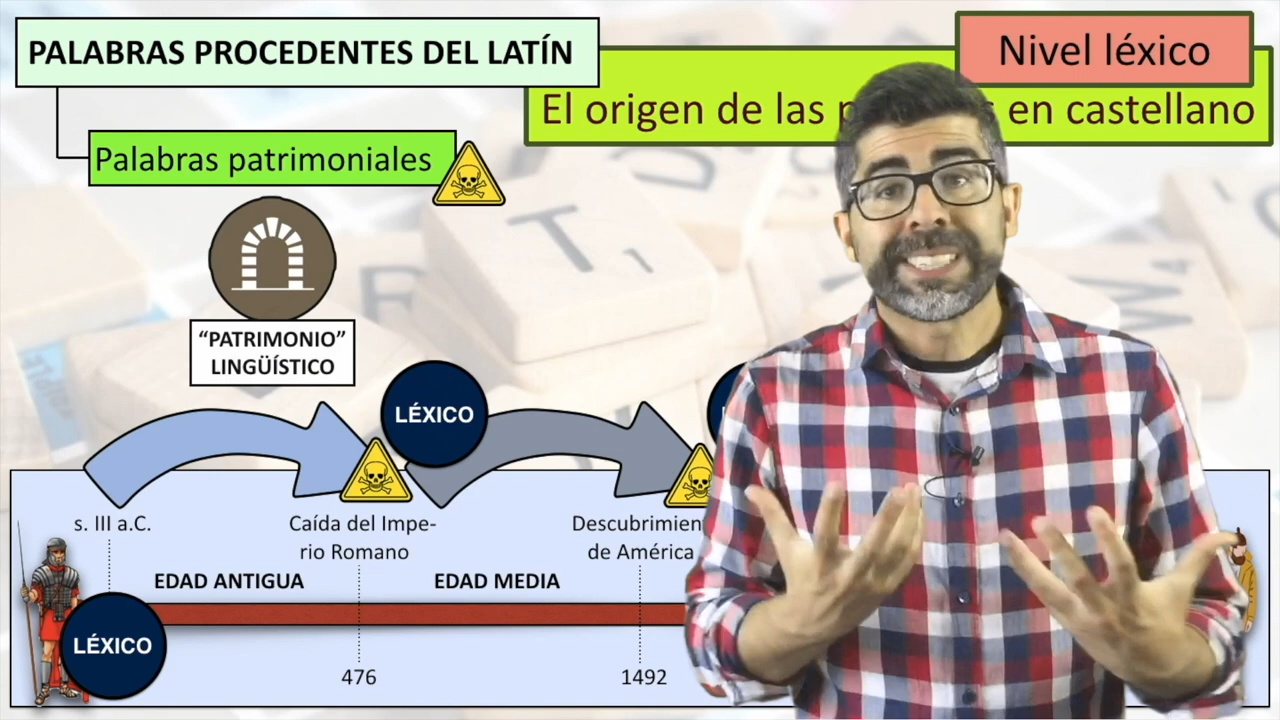 PALABRAS PROCEDENTES DEL LATÍN
Nivel léxico
El origen de las en castellano
Palabras patrimoniales
T
"PATRIMONIO"
LINGÜÍSTICO
LÉXICO
s. III a.C.
Caída del Impe-
rio Romano
de América
EDAD ANTIGUA
EDAD MEDIA
LÉXICO
476
1492